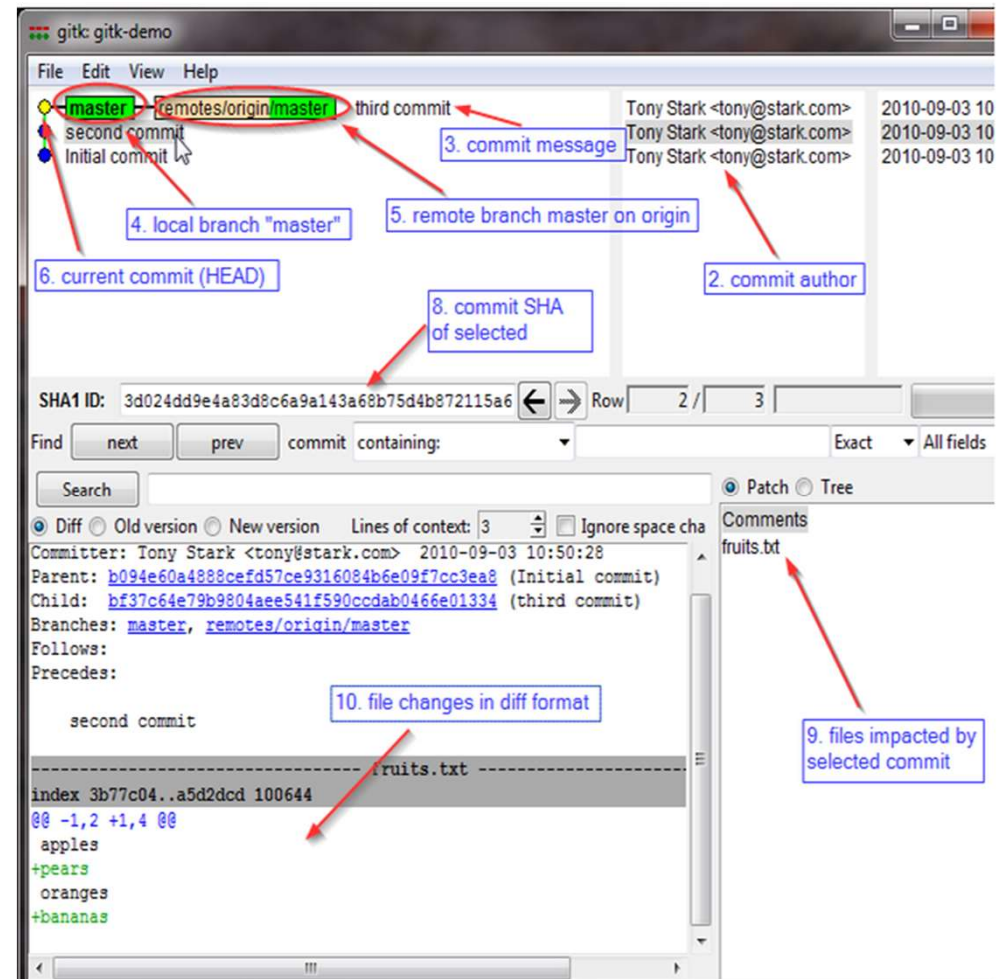 gitk: gitk-demo
File Edit View Help
master remotes/origin/master third commit Tony Stark <tony@stark.com> 2010-09-03 10
second commit Tony Stark <tony@stark.com> 2010-09-03 10
Initial commit Tony Stark <tony@stark.com> 2010-09-03 10
3. commit message
4. local branch "master"
5. remote branch master on origin
6. current commit (HEAD)
2. commit author
8. commit SHA
of selected
SHA1 ID: 3d024dd9e4a83d8c6a9a143a68b75d4b872115a6 Row 2 / 3
Find next prev commit containing: Exact All fields
Search
Patch Tree
Diff Old version New version Lines of context: 3 Ignore space cha
Comments
fruits.txt
Committer: Tony Stark <tony@stark.com> 2010-09-03 10:50:28
Parent: b094e60a4888cefd57ce9316084b6e09f7cc3ea8 (Initial commit)
Child: bf37c64e79b9804aee541f590ccdab0466e01334 (third commit)
Branches: master, remotes/origin/master
Follows:
Precedes:
10. file changes in diff format
second commit
9. files impacted by
selected commit
fruits.txt
index 3b77c04..a5d2dcd 100644
@@ -1,2 +1,4 @@
apples
+pears
oranges
+bananas